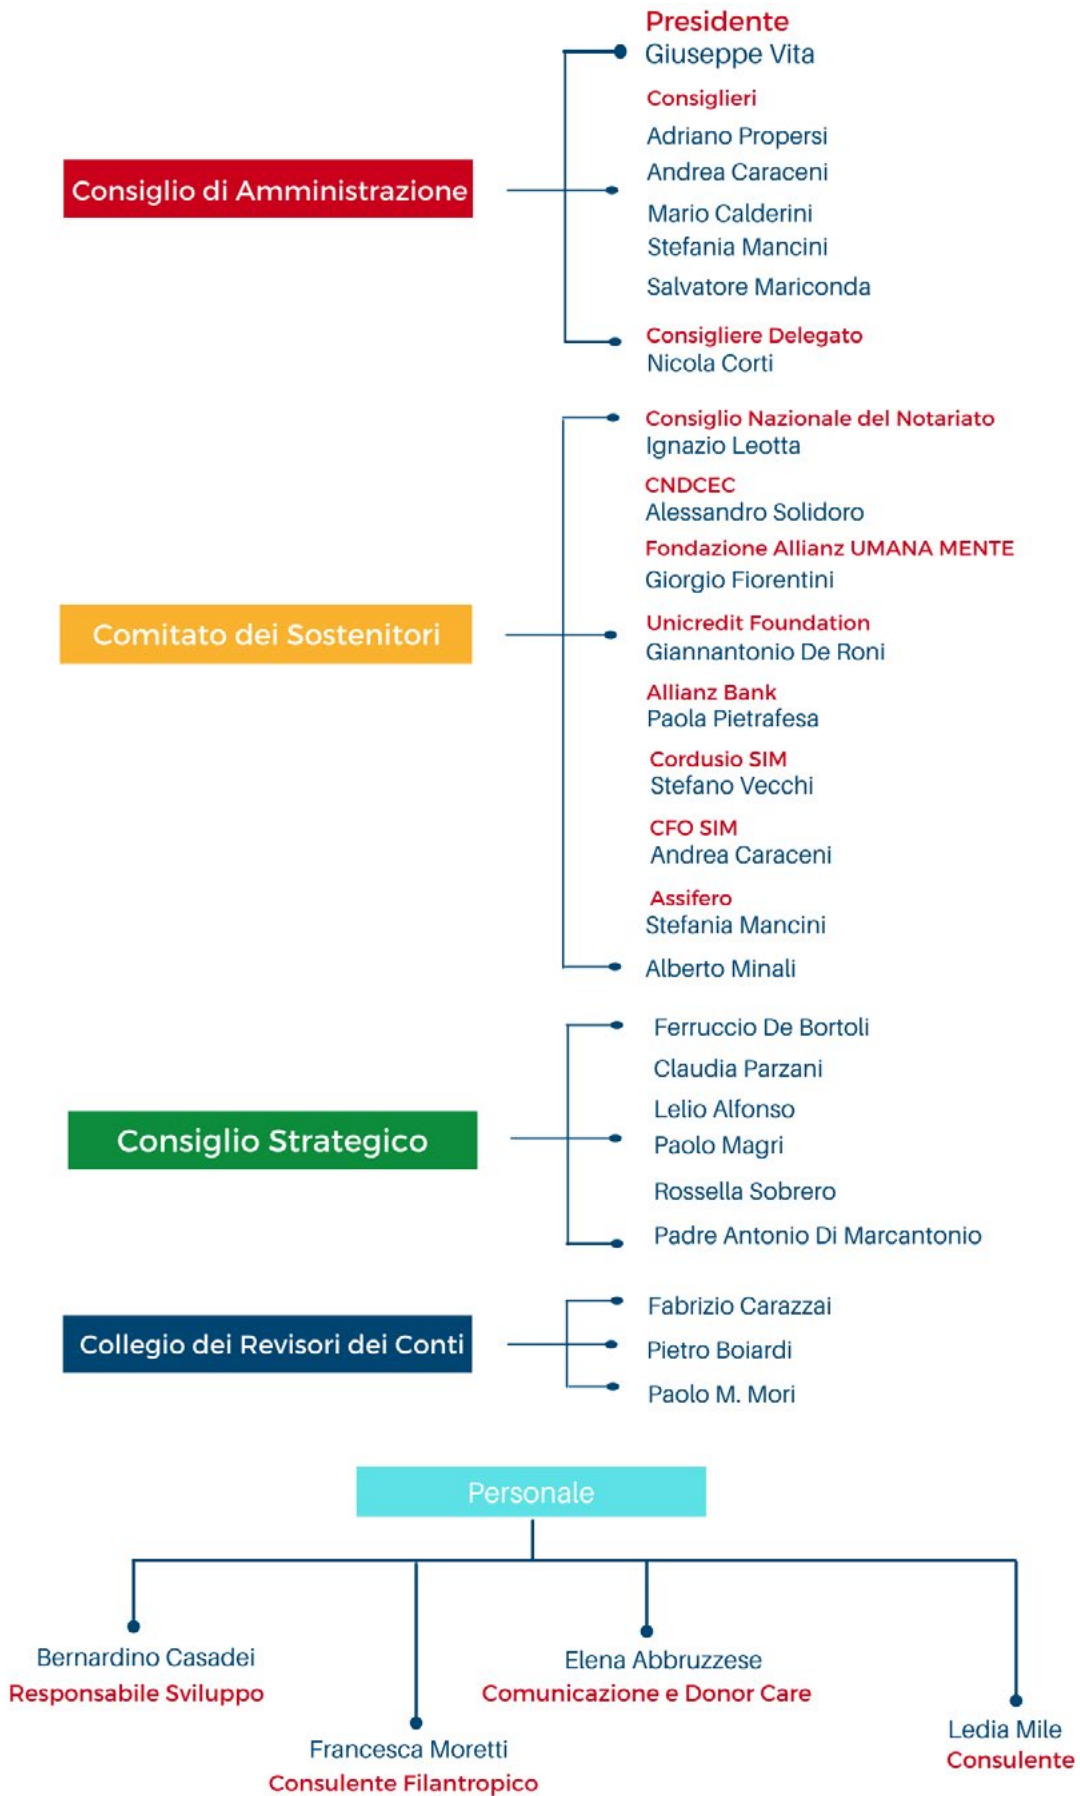 Presidente
Giuseppe Vita
Consiglieri
Adriano Propersi
Andrea Caraceni
Consiglio di Amministrazione
Mario Calderini
Stefania Mancini
Salvatore Mariconda
Consigliere Delegato
Nicola Corti
Consiglio Nazionale del Notariato
Ignazio Leotta
CNDCEC
Alessandro Solidoro
Fondazione Allianz UMANA MENTE
Giorgio Fiorentini
Comitato dei Sostenitori
Unicredit Foundation
Giannantonio De Roni
Allianz Bank
Paola Pietrafesa
Cordusio SIM
Stefano Vecchi
CFO SIM
Andrea Caraceni
Assifero
Stefania Mancini
Alberto Minali
Ferruccio De Bortoli
Claudia Parzani
Lelio Alfonso
Consiglio Strategico
Paolo Magri
Rossella Sobrero
Padre Antonio Di Marcantonio
Fabrizio Carazzai
Collegio dei Revisori dei Conti
Pietro Boiardi
Paolo M. Mori
Personale
Bernardino Casadei
Responsabile Sviluppo
Francesca Moretti
Consulente Filantropico
Elena Abbruzzese
Comunicazione e Donor Care
Ledia Mile
Consulente